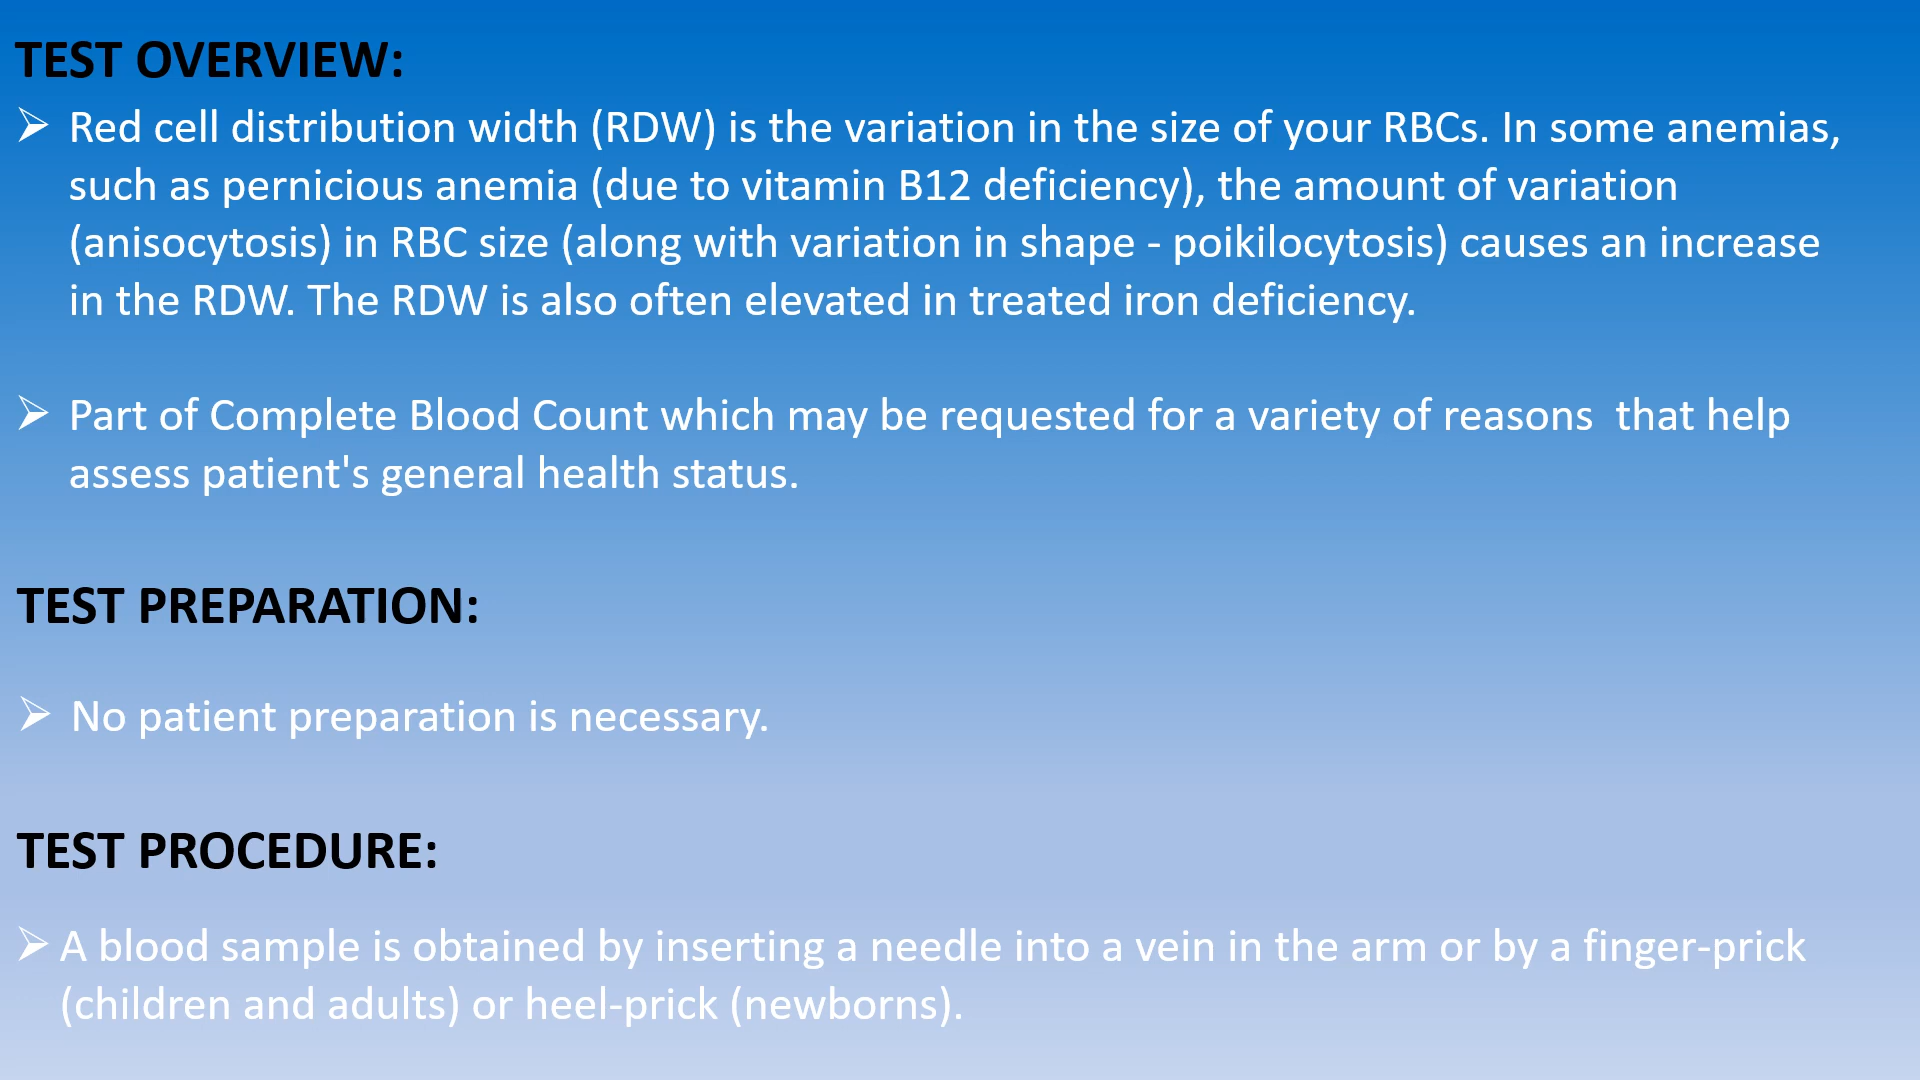 TEST OVERVIEW:
➢ Red cell distribution width (RDW) is the variation in the size of your RBCs. In some anemias,
such as pernicious anemia (due to vitamin B12 deficiency), the amount of variation
(anisocytosis) in RBC size (along with variation in shape - poikilocytosis) causes an increase
in the RDW. The RDW is also often elevated in treated iron deficiency.
➢ Part of Complete Blood Count which may be requested for a variety of reasons  that help
assess patient's general health status.
TEST PREPARATION:
➢ No patient preparation is necessary.
TEST PROCEDURE:
➢ A blood sample is obtained by inserting a needle into a vein in the arm or by a finger-prick
(children and adults) or heel-prick (newborns).